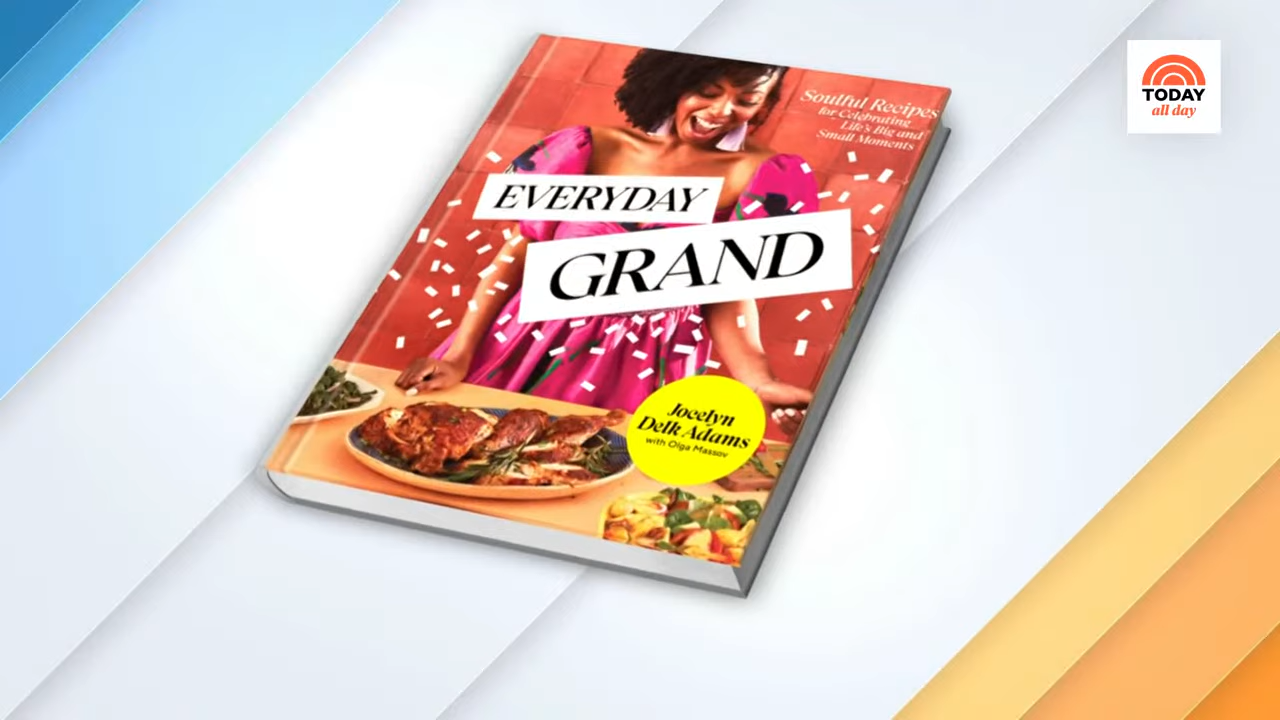 TODAY
all day
Soulful Recipes
for Celebrating
Life's Big and
Small Moments
EVERYDAY
GRAND
Jocelyn
Delk Adams
with Olga Massov